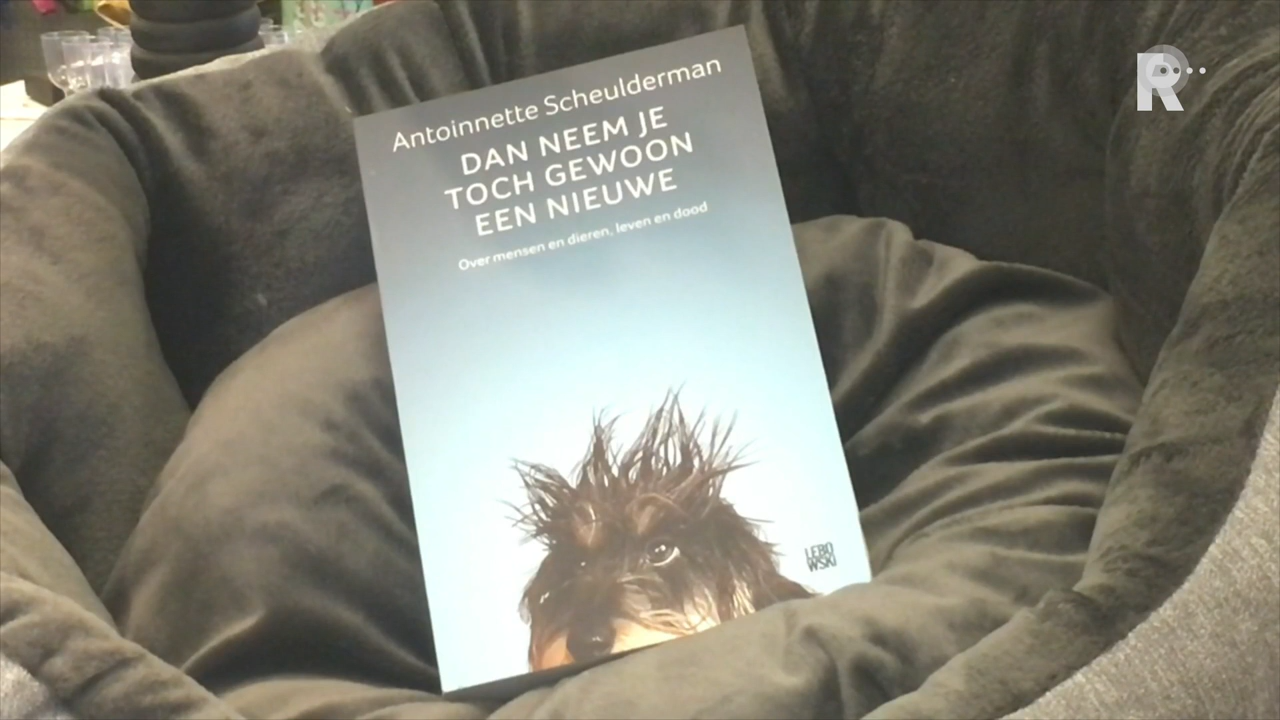 Antoinnette Scheulderman
DAN NEEM JE
TOCH GEWOON
EEN NIEUWE
Over mensen en dieren, leven en dood
LEBO
WSKI
R